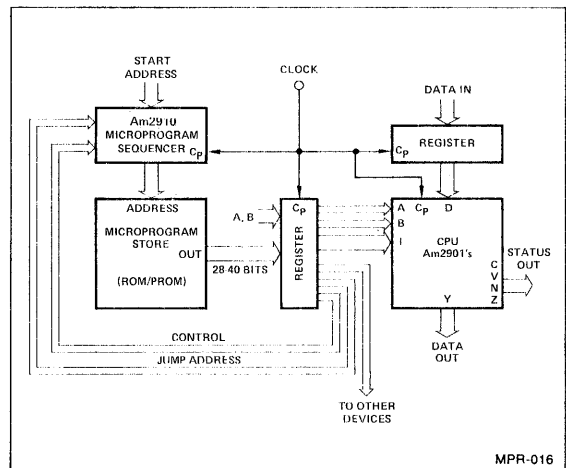 START
ADDRESS
CLOCK
DATA IN
Am2910
MICROPROGRAM
SEQUENCER
CP
CP
REGISTER
ADDRESS
MICROPROGRAM
STORE
OUT
(ROM/PROM)
A, B
28-40 BITS
CP
REGISTER
A
CP
D
B
I
CPU
Am2901's
C
V
N
Z
Y
STATUS
OUT
DATA
OUT
CONTROL
JUMP ADDRESS
TO OTHER
DEVICES
MPR-016